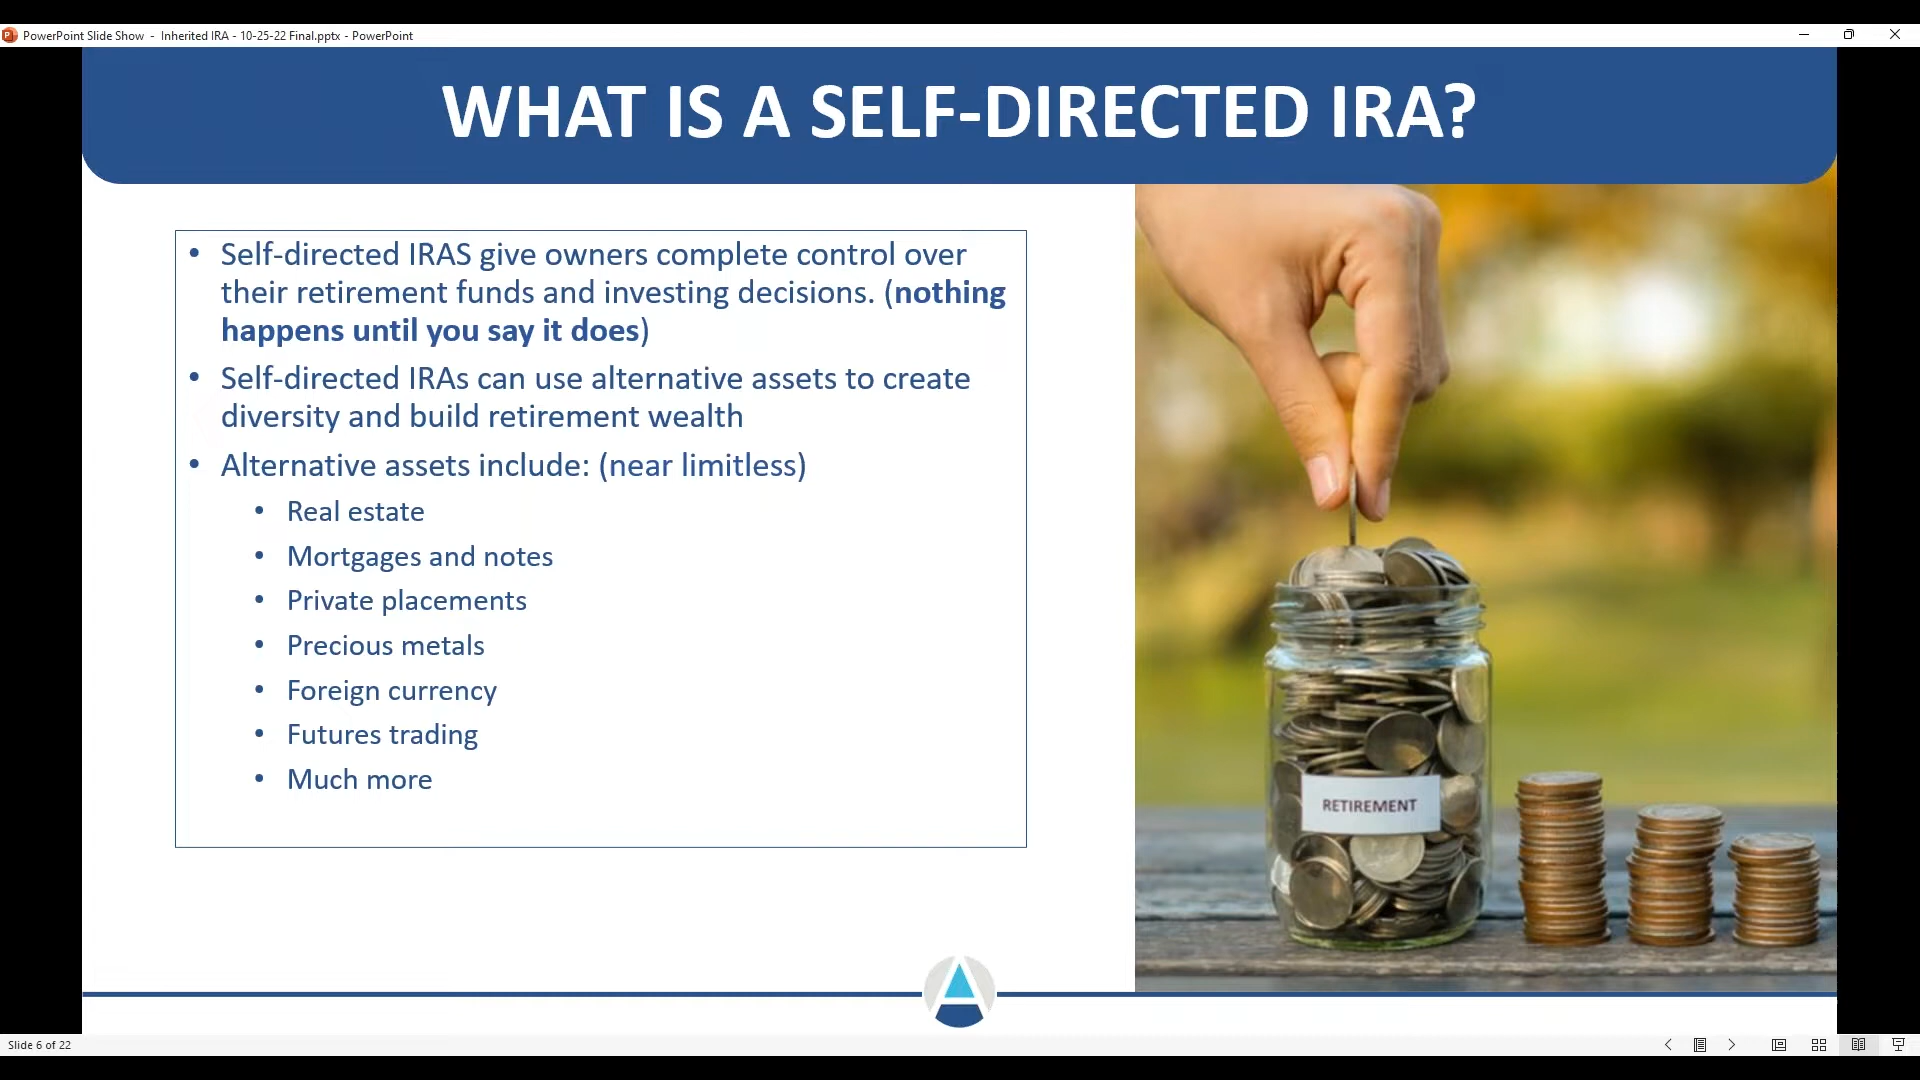 PowerPoint Slide Show - Inherited IRA - 10-25-22 Final.pptx - PowerPoint
WHAT IS A SELF-DIRECTED IRA?
• Self-directed IRAS give owners complete control over
their retirement funds and investing decisions. (nothing
happens until you say it does)
• Self-directed IRAs can use alternative assets to create
diversity and build retirement wealth
• Alternative assets include: (near limitless)
• Real estate
• Mortgages and notes
• Private placements
• Precious metals
• Foreign currency
• Futures trading
• Much more
RETIREMENT
Slide 6 of 22